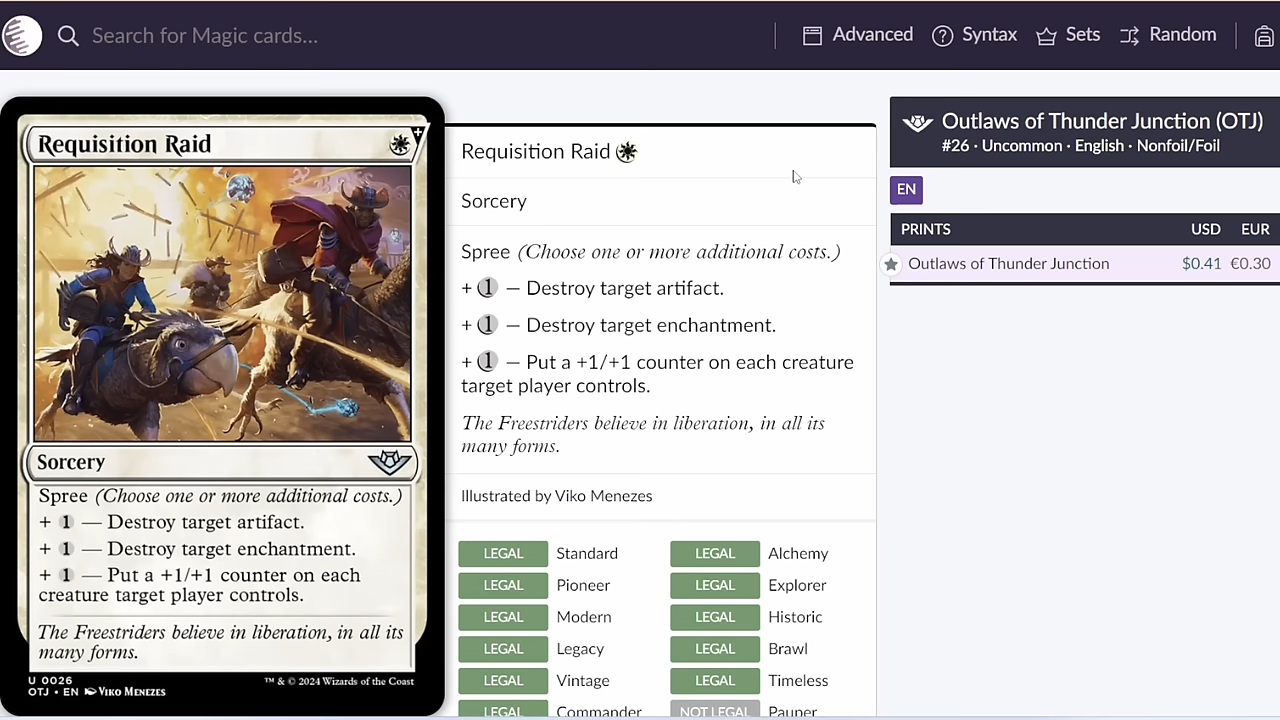 Search for Magic cards...
Advanced
Syntax
Sets
Random
Requisition Raid
Sorcery
Spree (Choose one or more additional costs.)
+ 1 — Destroy target artifact.
+ 1 — Destroy target enchantment.
+ 1 — Put a +1/+1 counter on each
creature target player controls.
The Freestriders believe in liberation, in all its
many forms.
U 0026
OTJ • EN VIKO MENEZES
™ & © 2024 Wizards of the Coast
Requisition Raid
Sorcery
Spree (Choose one or more additional costs.)
+ 1 — Destroy target artifact.
+ 1 — Destroy target enchantment.
+ 1 — Put a +1/+1 counter on each creature
target player controls.
The Freestriders believe in liberation, in all its
many forms.
Illustrated by Viko Menezes
LEGAL Standard LEGAL Alchemy
LEGAL Pioneer LEGAL Explorer
LEGAL Modern LEGAL Historic
LEGAL Legacy LEGAL Brawl
LEGAL Vintage LEGAL Timeless
LEGAL Commander NOT LEGAL Pauper
Outlaws of Thunder Junction (OTJ)
#26 · Uncommon · English · Nonfoil/Foil
EN
PRINTS USD EUR
Outlaws of Thunder Junction $0.41 €0.30